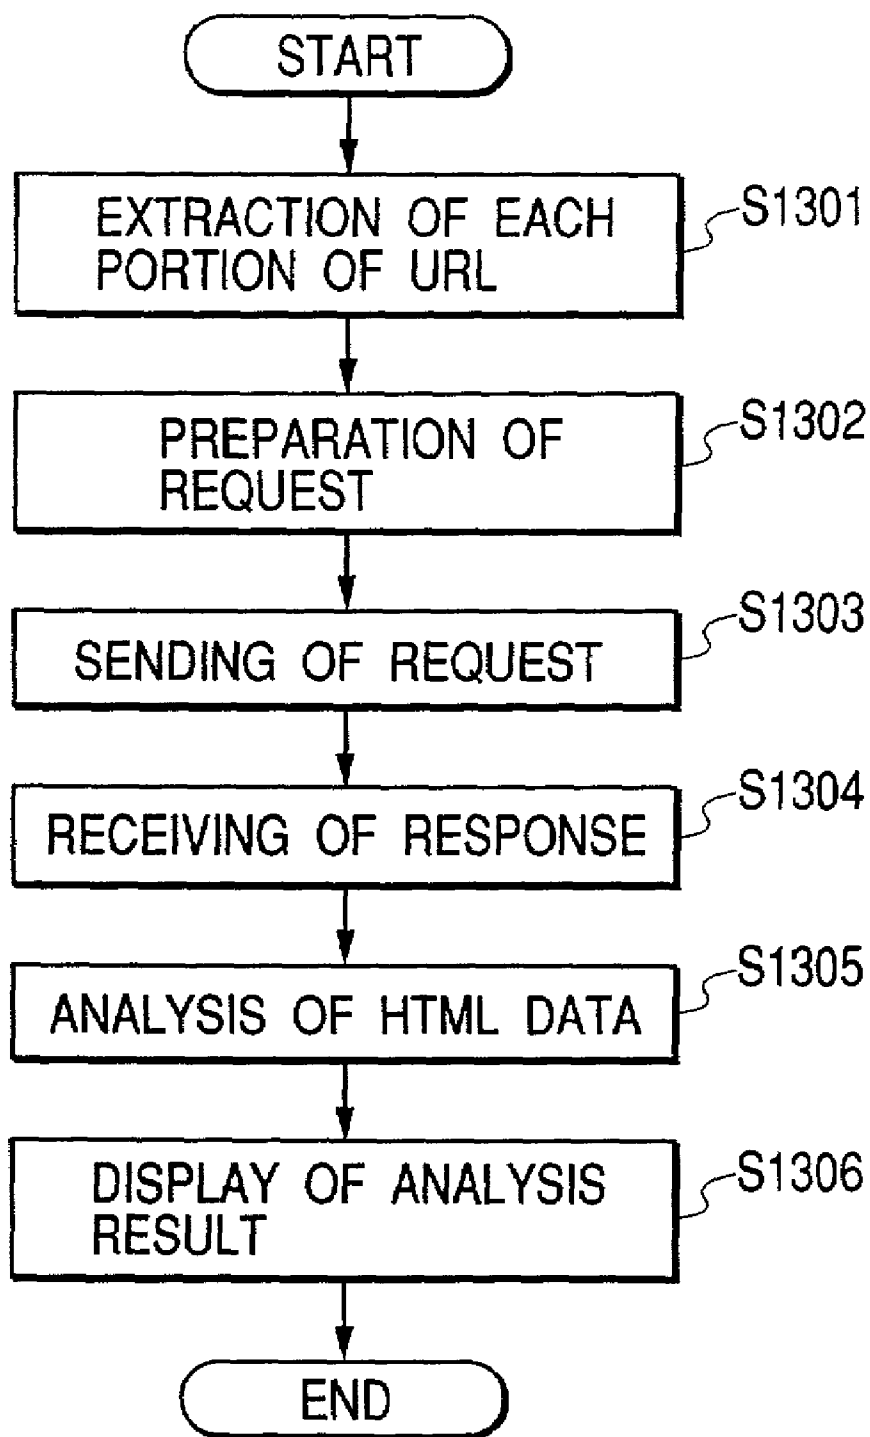 START
EXTRACTION OF EACH
PORTION OF URL
S1301
PREPARATION OF
REQUEST
S1302
SENDING OF REQUEST
S1303
RECEIVING OF RESPONSE
S1304
ANALYSIS OF HTML DATA
S1305
DISPLAY OF ANALYSIS
RESULT
S1306
END